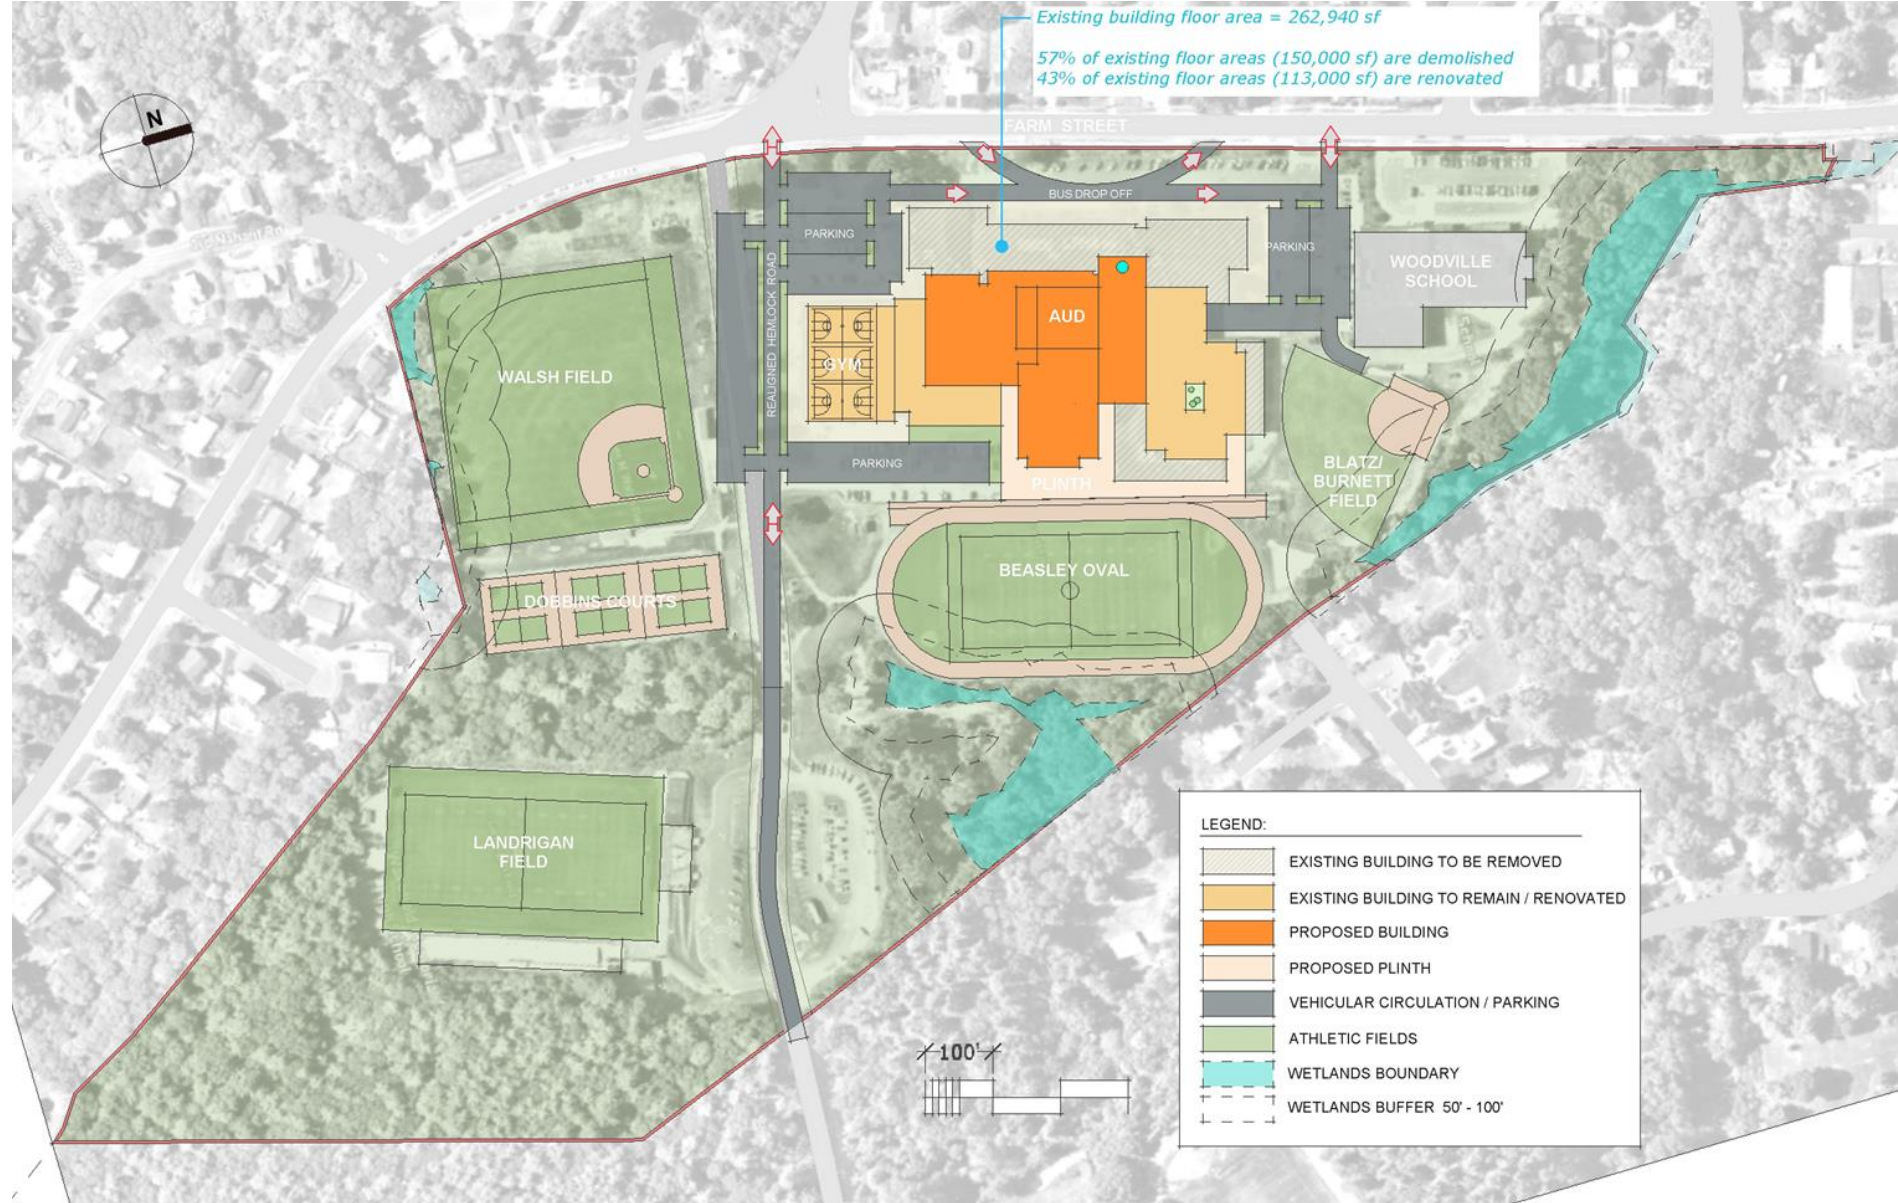 Existing building floor area = 262,940 sf
57% of existing floor areas (150,000 sf) are demolished
43% of existing floor areas (113,000 sf) are renovated
N
FARM STREET
BUS DROP OFF
PARKING
PARKING
REALIGNED HEMLOCK ROAD
WOODVILLE
SCHOOL
AUD
GYM
WALSH FIELD
PARKING
PLINTH
BLATZ/
BURNETT
FIELD
BEASLEY OVAL
DOBBINS COURTS
LANDRIGAN
FIELD
100'
LEGEND:
EXISTING BUILDING TO BE REMOVED
EXISTING BUILDING TO REMAIN / RENOVATED
PROPOSED BUILDING
PROPOSED PLINTH
VEHICULAR CIRCULATION / PARKING
ATHLETIC FIELDS
WETLANDS BOUNDARY
WETLANDS BUFFER 50' - 100'